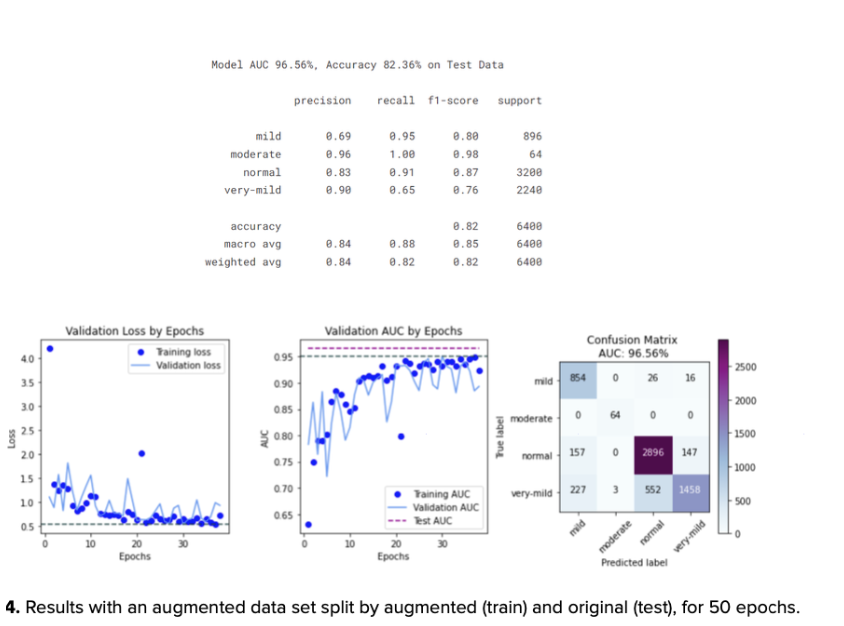 Model AUC 96.56%, Accuracy 82.36% on Test Data
precision recall f1-score support
mild 0.69 0.95 0.80 896
moderate 0.96 1.00 0.98 64
normal 0.83 0.91 0.87 3200
very-mild 0.90 0.65 0.76 2240
accuracy 0.82 6400
macro avg 0.84 0.88 0.85 6400
weighted avg 0.84 0.82 0.82 6400
Validation Loss by Epochs
Training loss
Validation loss
Loss
4.0
3.5
3.0
2.5
2.0
1.5
1.0
0.5
0 10 20 30
Epochs
Validation AUC by Epochs
AUC
0.95
0.90
0.85
0.80
0.75
0.70
0.65
Training AUC
Validation AUC
Test AUC
0 10 20 30
Epochs
Confusion Matrix
AUC: 96.56%
True label
mild 854 0 26 16
moderate 0 64 0 0
normal 157 0 2896 147
very-mild 227 3 552 1458
mild moderate normal very-mild
Predicted label
2500
2000
1500
1000
500
0
4. Results with an augmented data set split by augmented (train) and original (test), for 50 epochs.